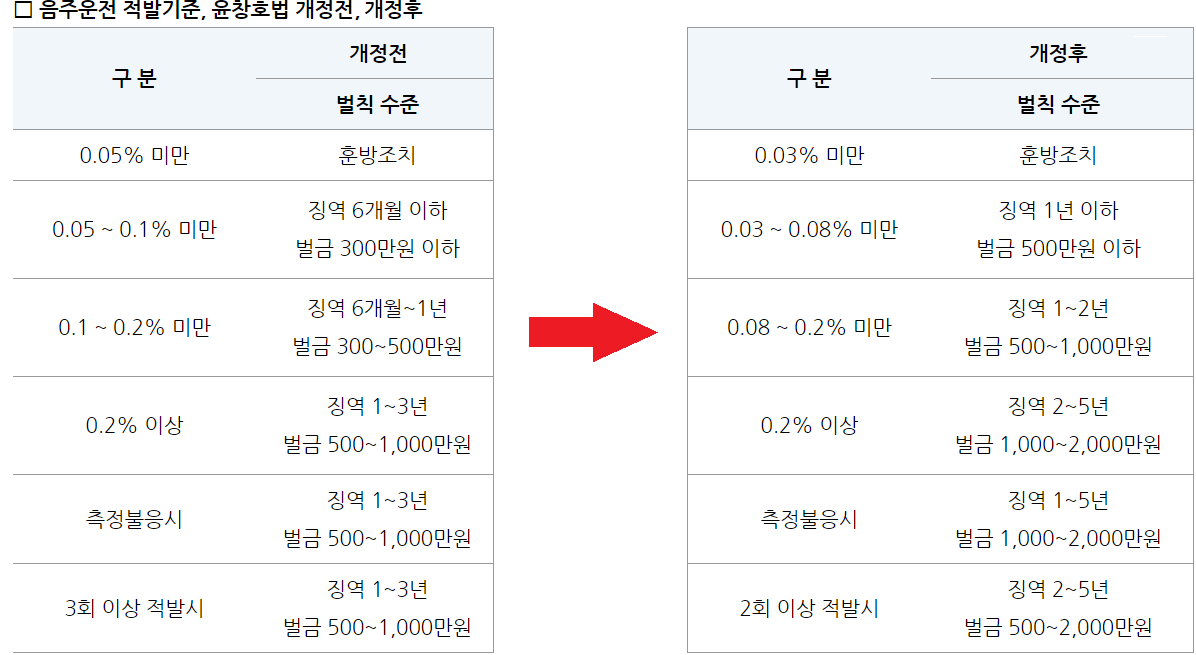 □ 음주운전 적발기준, 윤창호법 개정전, 개정후
구 분
개정전
벌칙 수준
0.05% 미만
훈방조치
0.05 ~ 0.1% 미만
징역 6개월 이하
벌금 300만원 이하
0.1 ~ 0.2% 미만
징역 6개월~1년
벌금 300~500만원
0.2% 이상
징역 1~3년
벌금 500~1,000만원
측정불응시
징역 1~3년
벌금 500~1,000만원
3회 이상 적발시
징역 1~3년
벌금 500~1,000만원
구 분
개정후
벌칙 수준
0.03% 미만
훈방조치
0.03 ~ 0.08% 미만
징역 1년 이하
벌금 500만원 이하
0.08 ~ 0.2% 미만
징역 1~2년
벌금 500~1,000만원
0.2% 이상
징역 2~5년
벌금 1,000~2,000만원
측정불응시
징역 1~5년
벌금 1,000~2,000만원
2회 이상 적발시
징역 2~5년
벌금 500~2,000만원